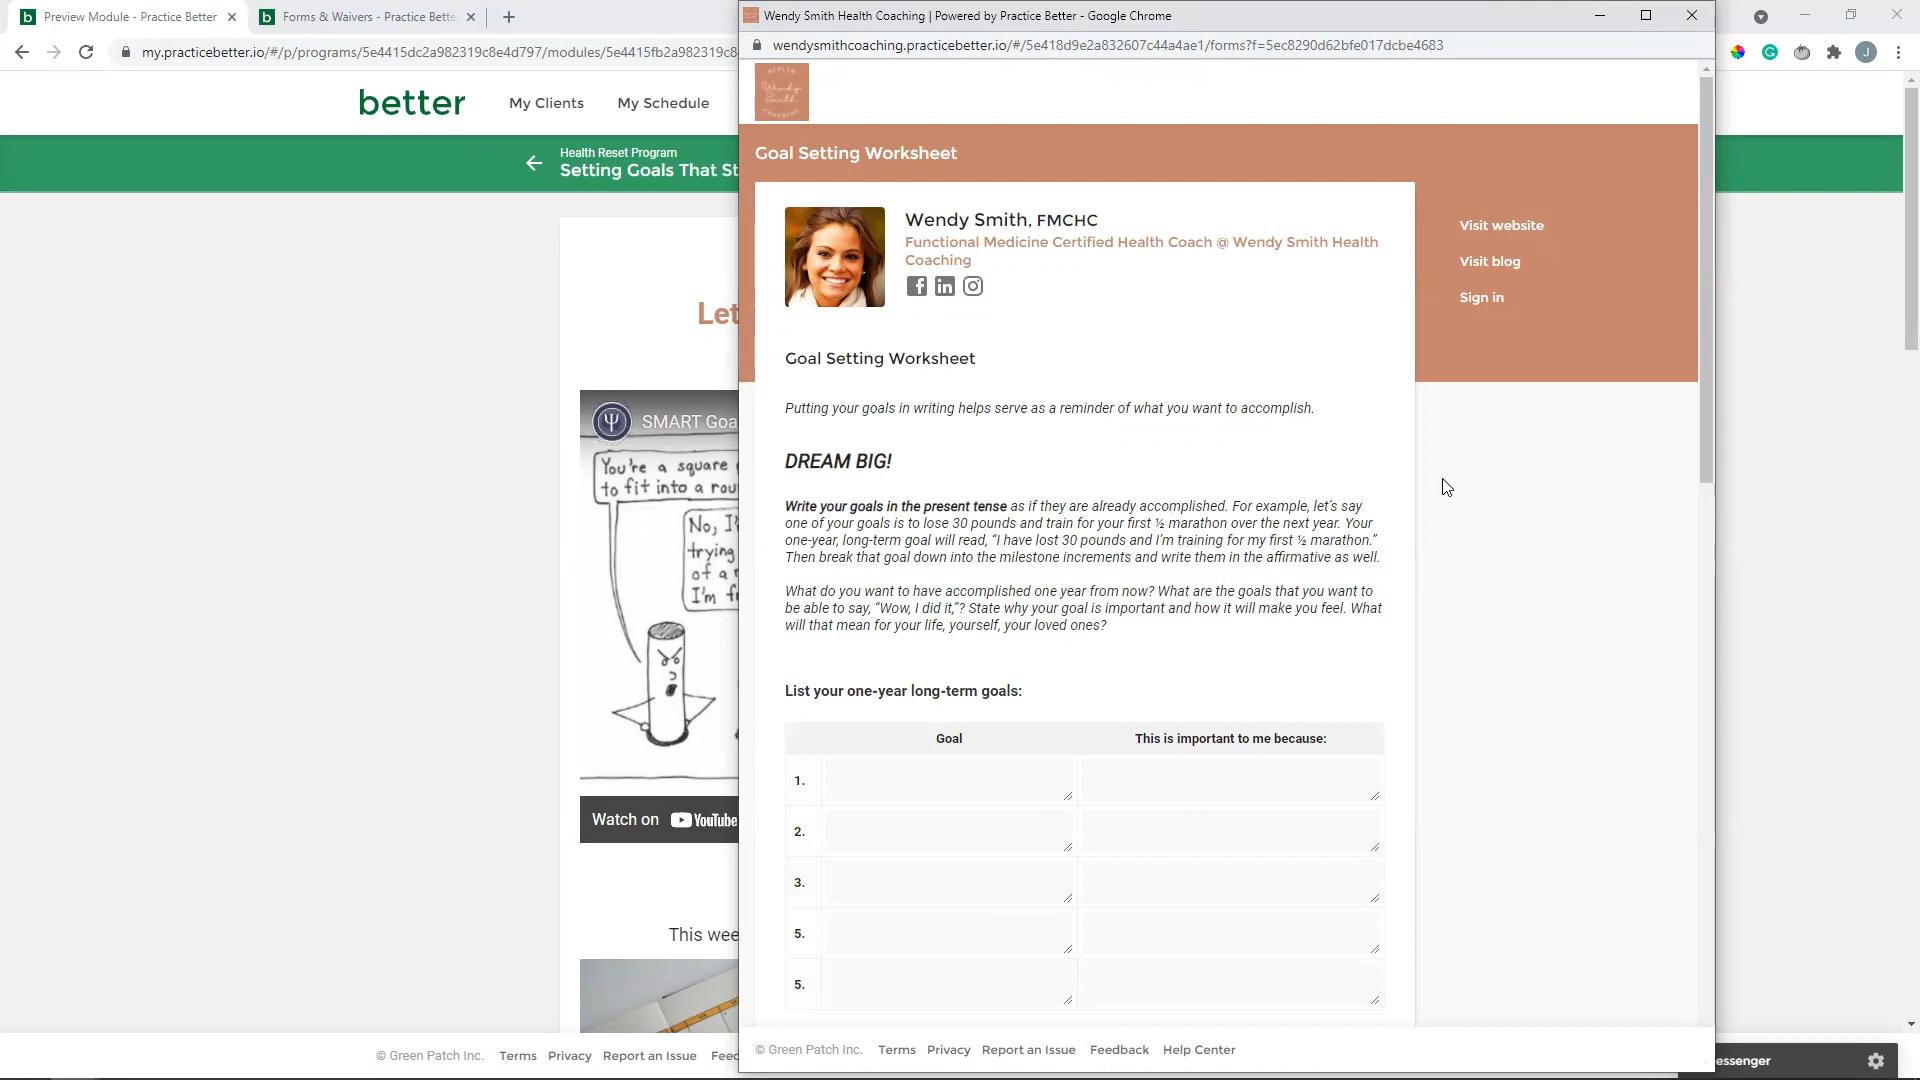 Preview Module - Practice Better
Forms & Waivers - Practice Bette
my.practicebetter.io/#/p/programs/5e4415dc2a982319c8e4d797/modules/5e4415fb2a982319c8
J
better
My Clients
My Schedule
Health Reset Program
Setting Goals That St
Let
SMART Goa
You're a square
to fit into a rou
No, I'
trying
of a
I'm f
Watch on YouTube
This wee
© Green Patch Inc. Terms Privacy Report an Issue Feed
Wendy Smith Health Coaching | Powered by Practice Better - Google Chrome
wendysmithcoaching.practicebetter.io/#/5e418d9e2a832607c44a4ae1/forms?f=5ec8290d62bfe017dcbe4683
HEALTH
Wendy
Smith
COACHING
Goal Setting Worksheet
Wendy Smith, FMCHC
Functional Medicine Certified Health Coach @ Wendy Smith Health
Coaching
Visit website
Visit blog
Sign in
Goal Setting Worksheet
Putting your goals in writing helps serve as a reminder of what you want to accomplish.
DREAM BIG!
Write your goals in the present tense as if they are already accomplished. For example, let's say
one of your goals is to lose 30 pounds and train for your first ½ marathon over the next year. Your
one-year, long-term goal will read, "I have lost 30 pounds and I'm training for my first ½ marathon."
Then break that goal down into the milestone increments and write them in the affirmative as well.
What do you want to have accomplished one year from now? What are the goals that you want to
be able to say, "Wow, I did it,"? State why your goal is important and how it will make you feel. What
will that mean for your life, yourself, your loved ones?
List your one-year long-term goals:
Goal This is important to me because:
1.
2.
3.
5.
5.
© Green Patch Inc. Terms Privacy Report an Issue Feedback Help Center
essenger